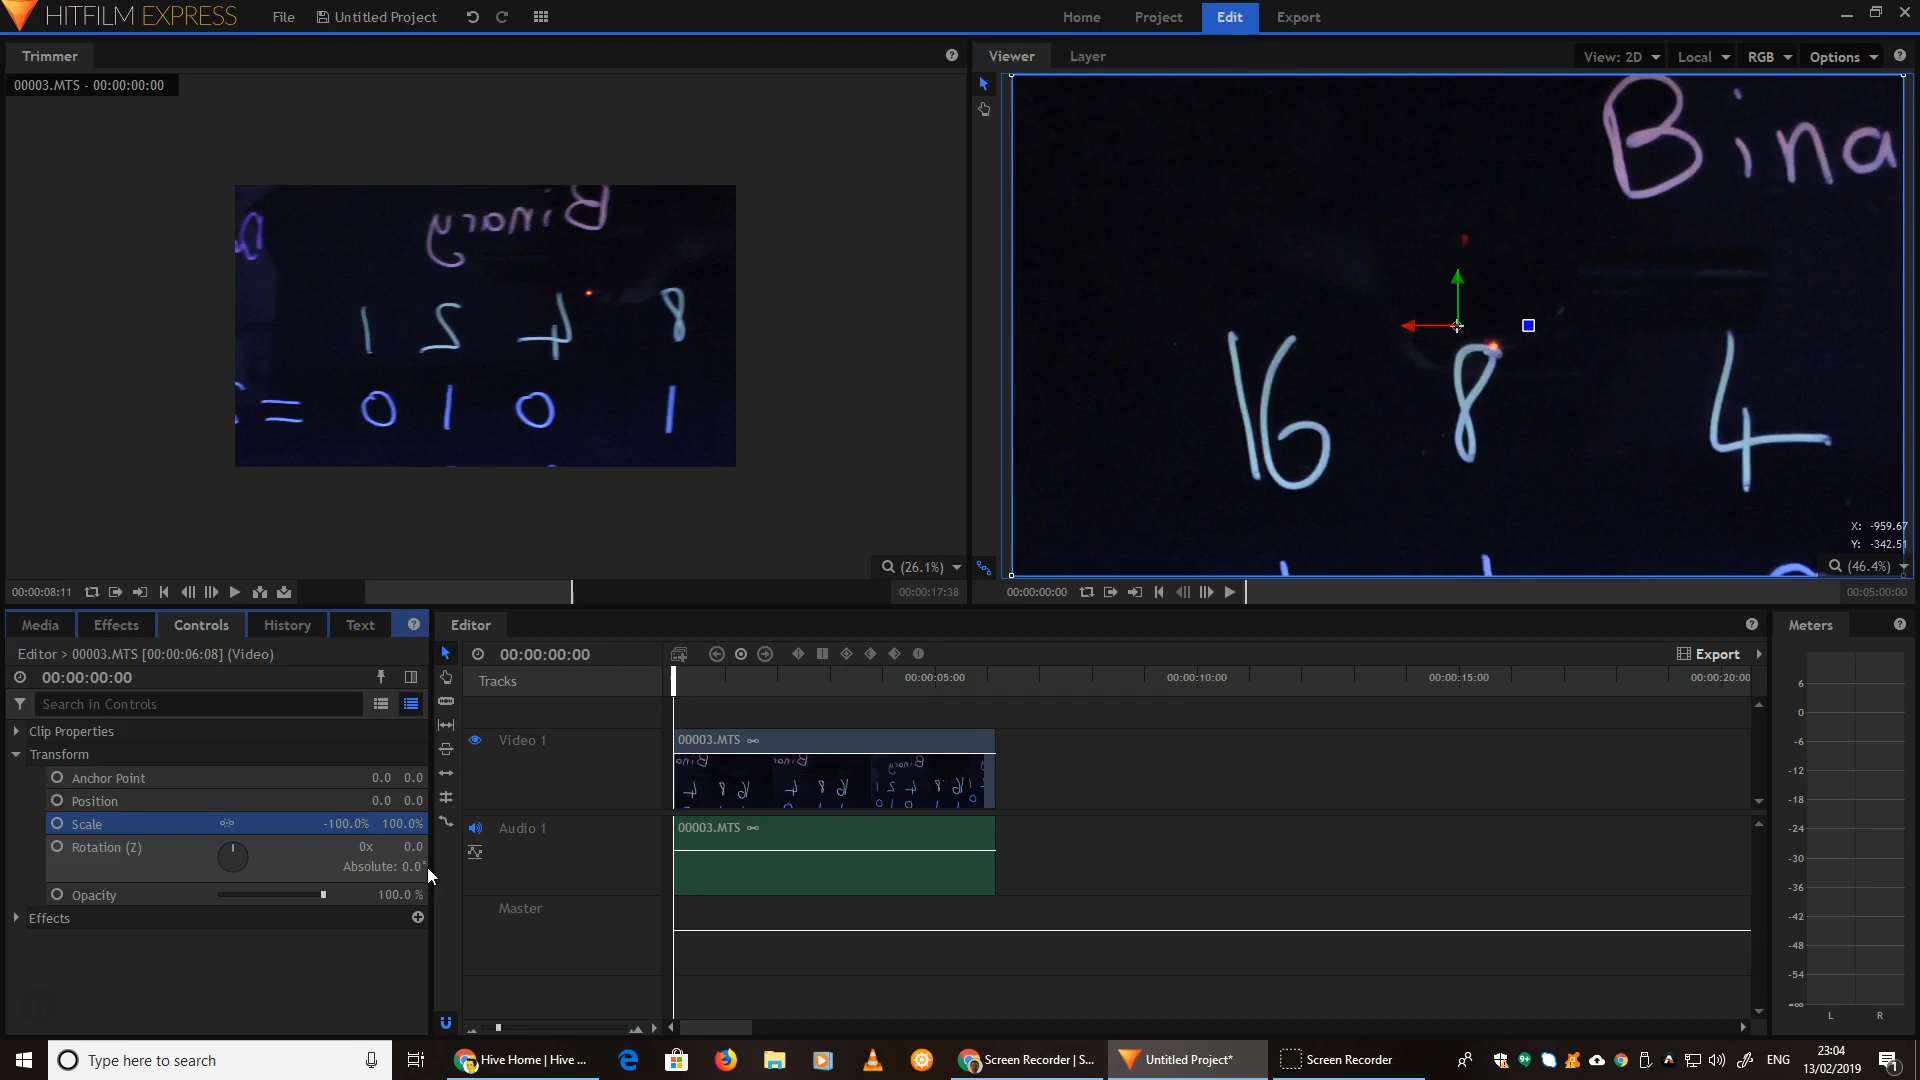 HITFILM EXPRESS
File
Untitled Project
Home
Project
Edit
Export
Trimmer
00003.MTS - 00:00:00:00
Binary
1 2 4 8
= 0 1 0 1
(26.1%)
00:00:08:11
00:00:17:38
Viewer
Layer
View: 2D
Local
RGB
Options
Bina
16 8 4
X: -959.67
Y: -342.51
(46.4%)
00:00:00:00
00:05:00:00
Media
Effects
Controls
History
Text
Editor > 00003.MTS [00:00:06:08] (Video)
00:00:00:00
Search in Controls
Clip Properties
Transform
Anchor Point 0.0 0.0
Position 0.0 0.0
Scale -100.0% 100.0%
Rotation (Z) 0x 0.0
Absolute: 0.0°
Opacity 100.0 %
Effects
Editor
00:00:00:00
Export
Tracks
00:00:05:00
00:00:10:00
00:00:15:00
00:00:20:00
Video 1
00003.MTS
Audio 1
00003.MTS
Master
Meters
6
0
-6
-12
-18
-24
-30
-36
-42
-48
-54
-∞
L R
Type here to search
Hive Home | Hive ...
Screen Recorder | S...
Untitled Project*
Screen Recorder
ENG
23:04
13/02/2019
1